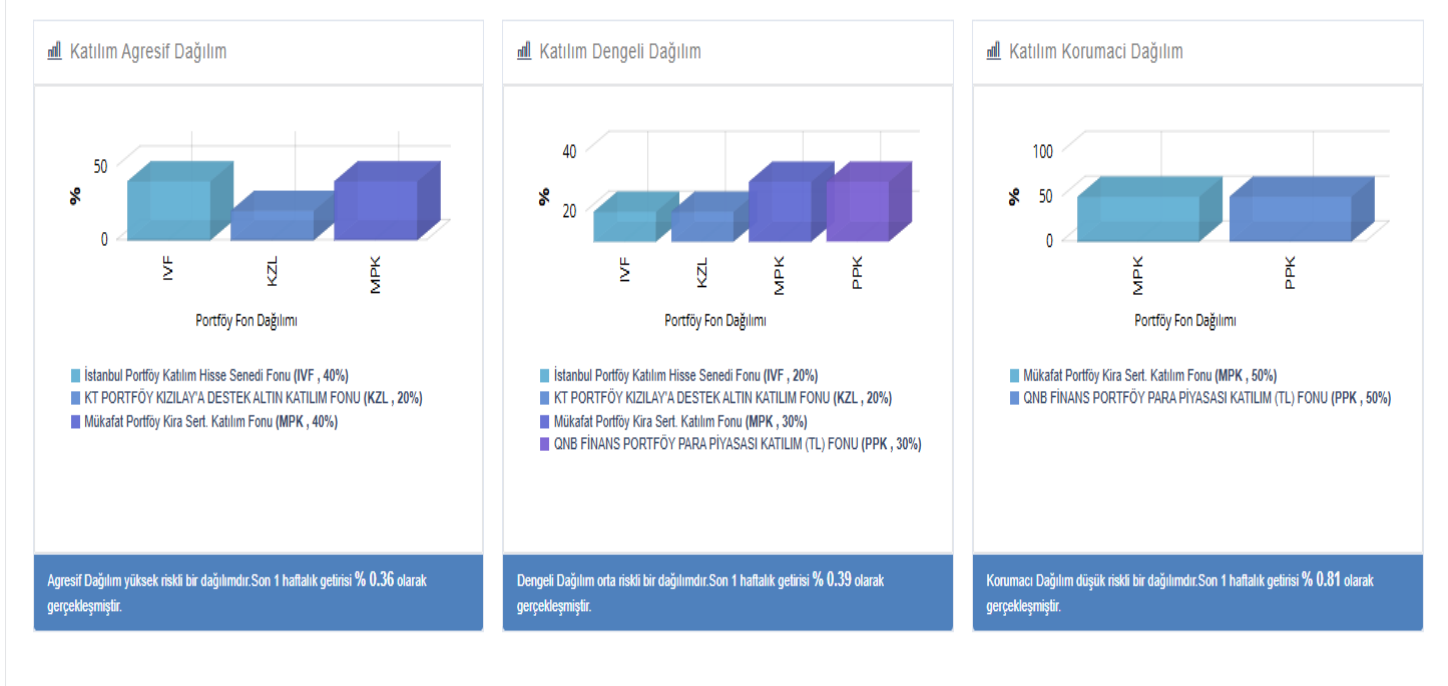 Katılım Agresif Dağılım
50
0
%
IVF
KZL
MPK
Portföy Fon Dağılımı
İstanbul Portföy Katılım Hisse Senedi Fonu (IVF , 40%)
KT PORTFÖY KIZILAY'A DESTEK ALTIN KATILIM FONU (KZL , 20%)
Mükafat Portföy Kira Sert. Katılım Fonu (MPK , 40%)
Agresif Dağılım yüksek riskli bir dağılımdır.Son 1 haftalık getirisi % 0.36 olarak
gerçekleşmiştir.
Katılım Dengeli Dağılım
40
20
%
IVF
KZL
MPK
PPK
Portföy Fon Dağılımı
İstanbul Portföy Katılım Hisse Senedi Fonu (IVF , 20%)
KT PORTFÖY KIZILAY'A DESTEK ALTIN KATILIM FONU (KZL , 20%)
Mükafat Portföy Kira Sert. Katılım Fonu (MPK , 30%)
QNB FİNANS PORTFÖY PARA PİYASASI KATILIM (TL) FONU (PPK , 30%)
Dengeli Dağılım orta riskli bir dağılımdır.Son 1 haftalık getirisi % 0.39 olarak
gerçekleşmiştir.
Katılım Korumaci Dağılım
100
50
0
%
MPK
PPK
Portföy Fon Dağılımı
Mükafat Portföy Kira Sert. Katılım Fonu (MPK , 50%)
QNB FİNANS PORTFÖY PARA PİYASASI KATILIM (TL) FONU (PPK , 50%)
Korumacı Dağılım düşük riskli bir dağılımdır.Son 1 haftalık getirisi % 0.81 olarak
gerçekleşmiştir.